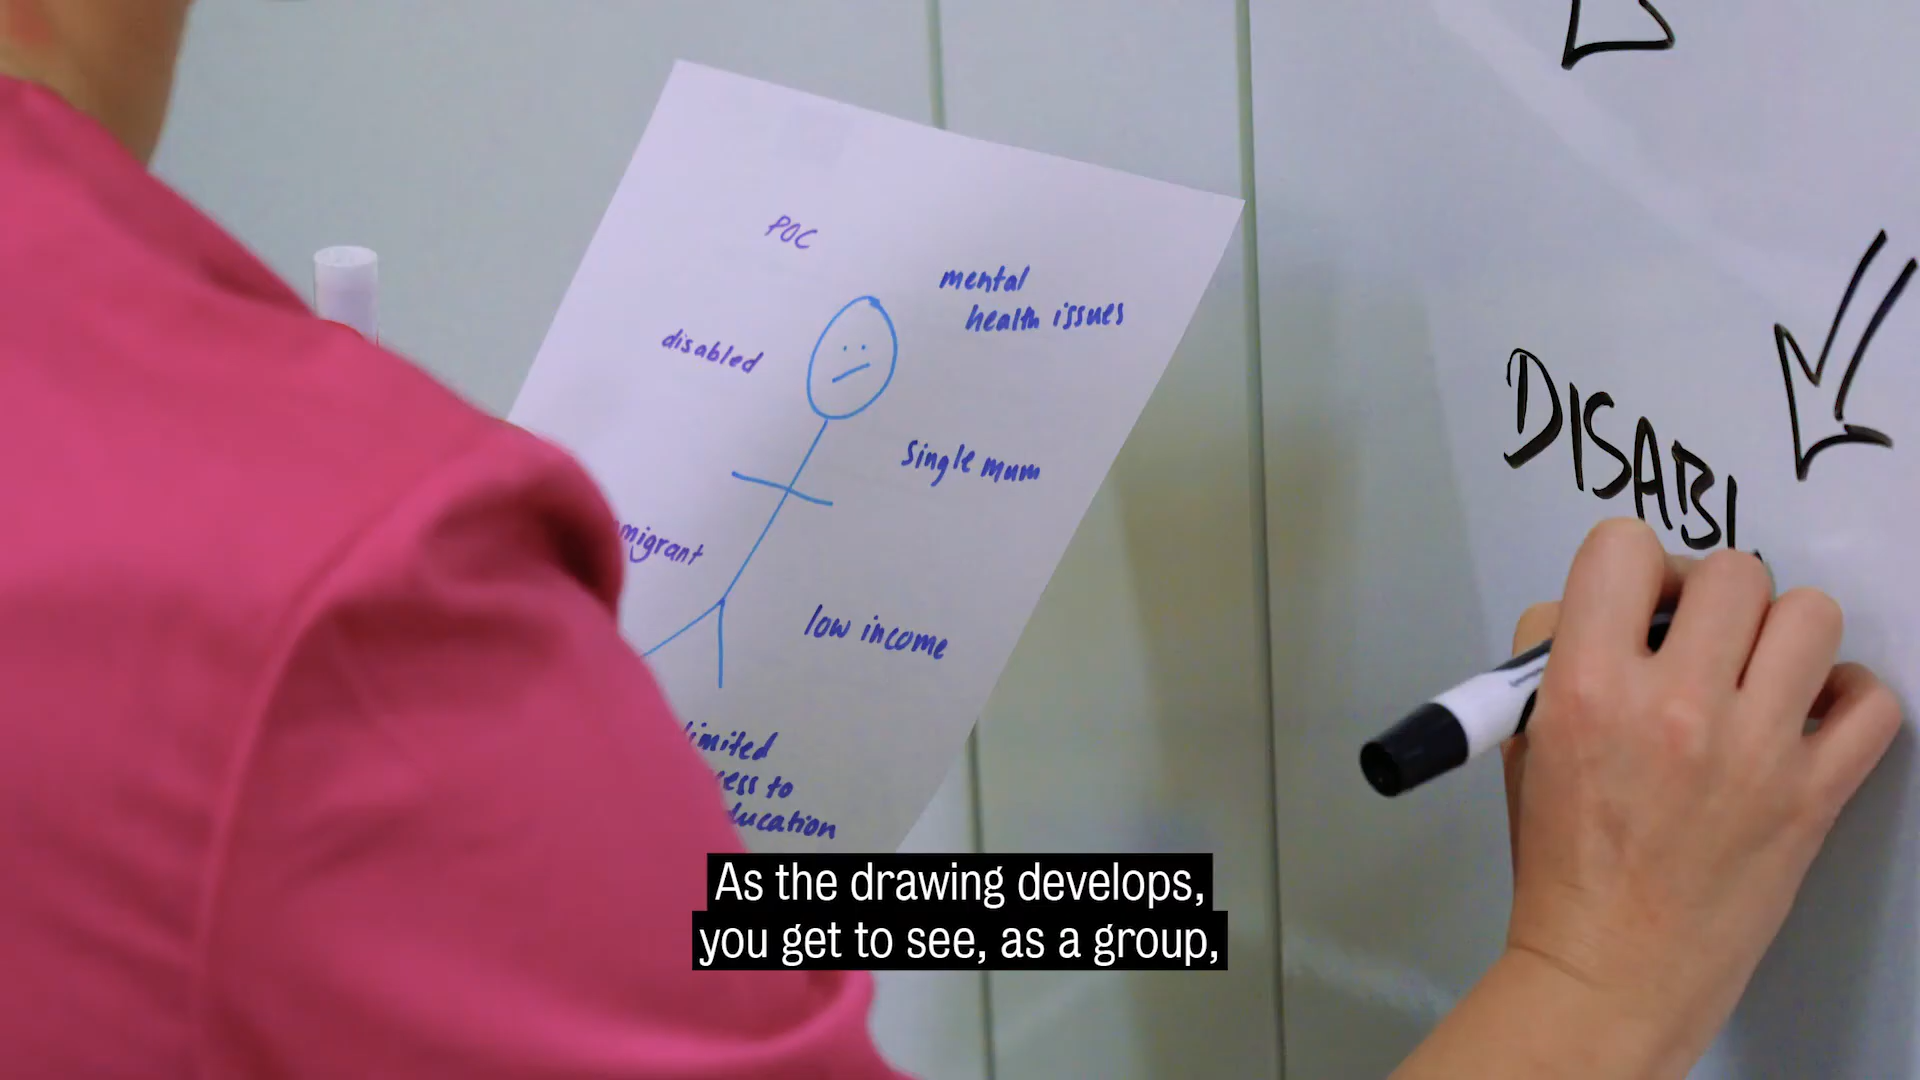 POC
mental
health issues
disabled
single mum
migrant
low income
limited
to
DISABL
As the drawing develops,
you get to see, as a group,